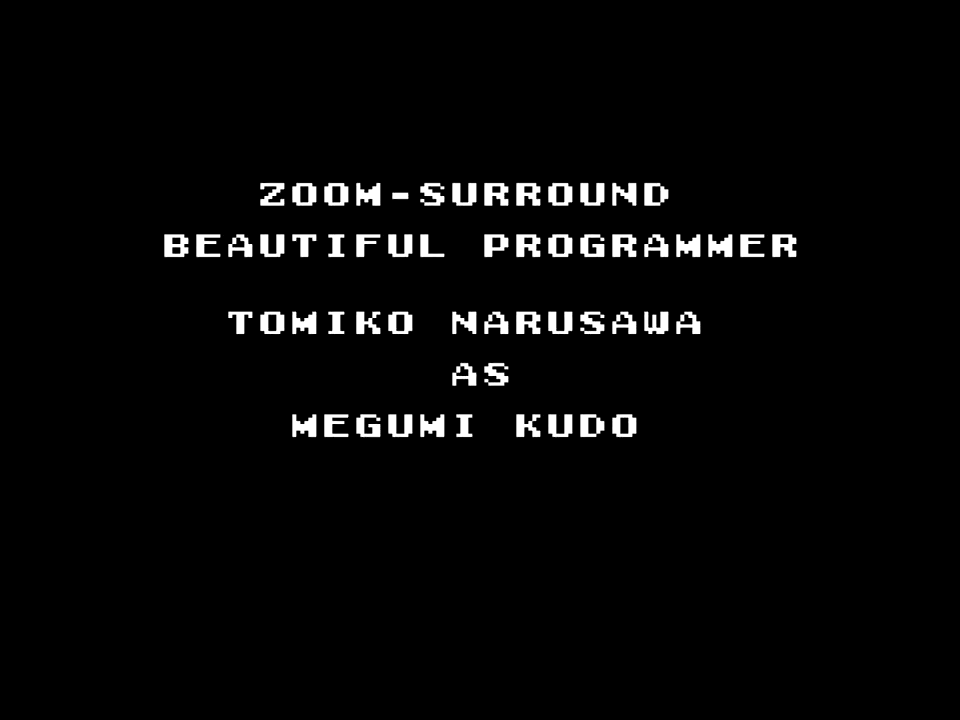 ZOOM-SURROUND
BEAUTIFUL PROGRAMMER
TOMIKO NARUSAWA
AS
MEGUMI KUDO